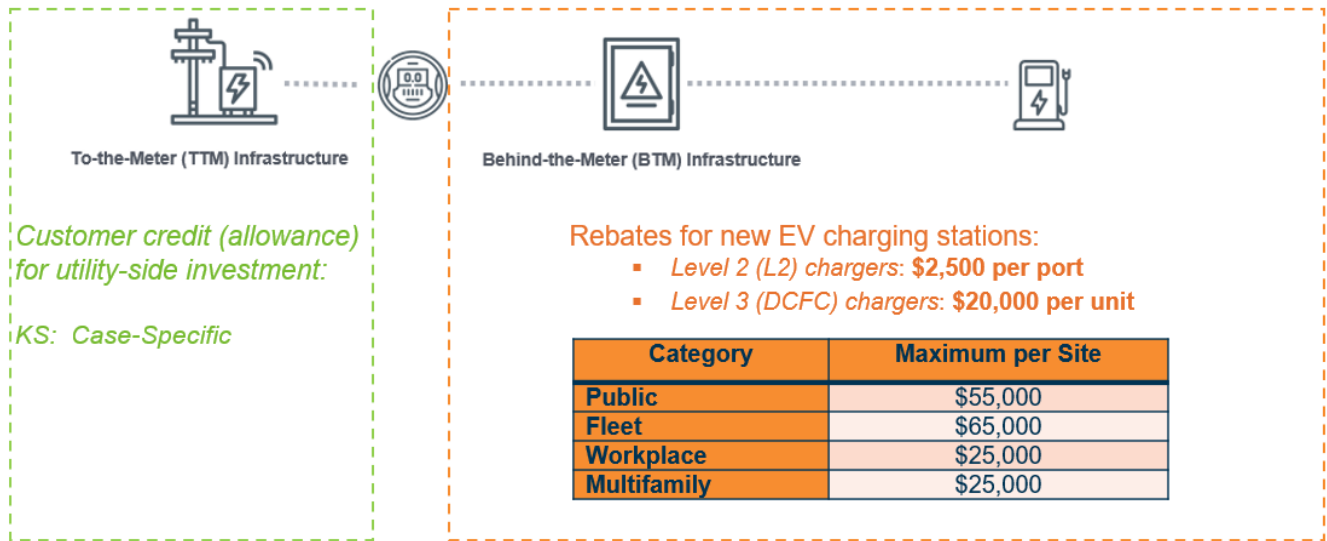 0.0
To-the-Meter (TTM) Infrastructure
Behind-the-Meter (BTM) Infrastructure
Customer credit (allowance)
for utility-side investment:
KS: Case-Specific
Rebates for new EV charging stations:
▪ Level 2 (L2) chargers: $2,500 per port
▪ Level 3 (DCFC) chargers: $20,000 per unit
Category Maximum per Site
Public $55,000
Fleet $65,000
Workplace $25,000
Multifamily $25,000